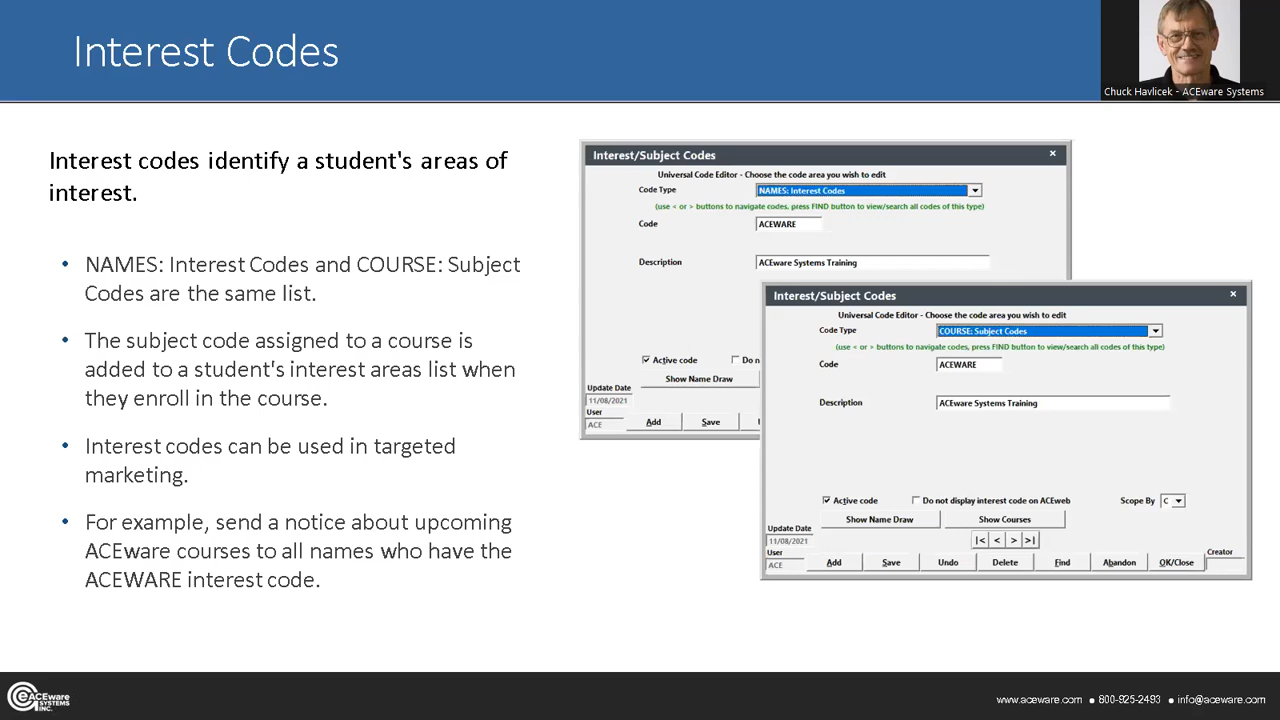 Interest Codes
Chuck Havlicek - ACEware Systems
Interest codes identify a student's areas of
interest.
• NAMES: Interest Codes and COURSE: Subject
Codes are the same list.
• The subject code assigned to a course is
added to a student's interest areas list when
they enroll in the course.
• Interest codes can be used in targeted
marketing.
• For example, send a notice about upcoming
ACEware courses to all names who have the
ACEWARE interest code.
Interest/Subject Codes
Universal Code Editor - Choose the code area you wish to edit
Code Type NAMES: Interest Codes
(use < or > buttons to navigate codes, press FIND button to view/search all codes of this type)
Code ACEWARE
Description ACEware Systems Training
Active code Do n
Show Name Draw
Update Date
11/08/2021
User
ACE Add Save
Interest/Subject Codes
Universal Code Editor - Choose the code area you wish to edit
Code Type COURSE: Subject Codes
(use < or > buttons to navigate codes, press FIND button to view/search all codes of this type)
Code ACEWARE
Description ACEware Systems Training
Active code Do not display interest code on ACEweb Scope By C
Show Name Draw Show Courses
Update Date
11/08/2021 |< < > >|
User Creator
ACE Add Save Undo Delete Find Abandon OK/Close
ACEware
SYSTEMS
INC.
www.aceware.com ● 800-925-2493 ● info@aceware.com